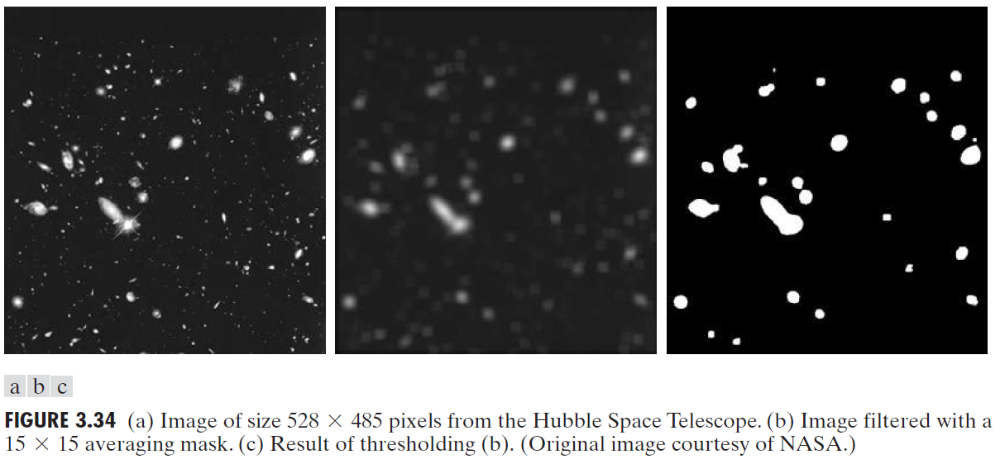 a b c
FIGURE 3.34 (a) Image of size 528 × 485 pixels from the Hubble Space Telescope. (b) Image filtered with a
15 × 15 averaging mask. (c) Result of thresholding (b). (Original image courtesy of NASA.)